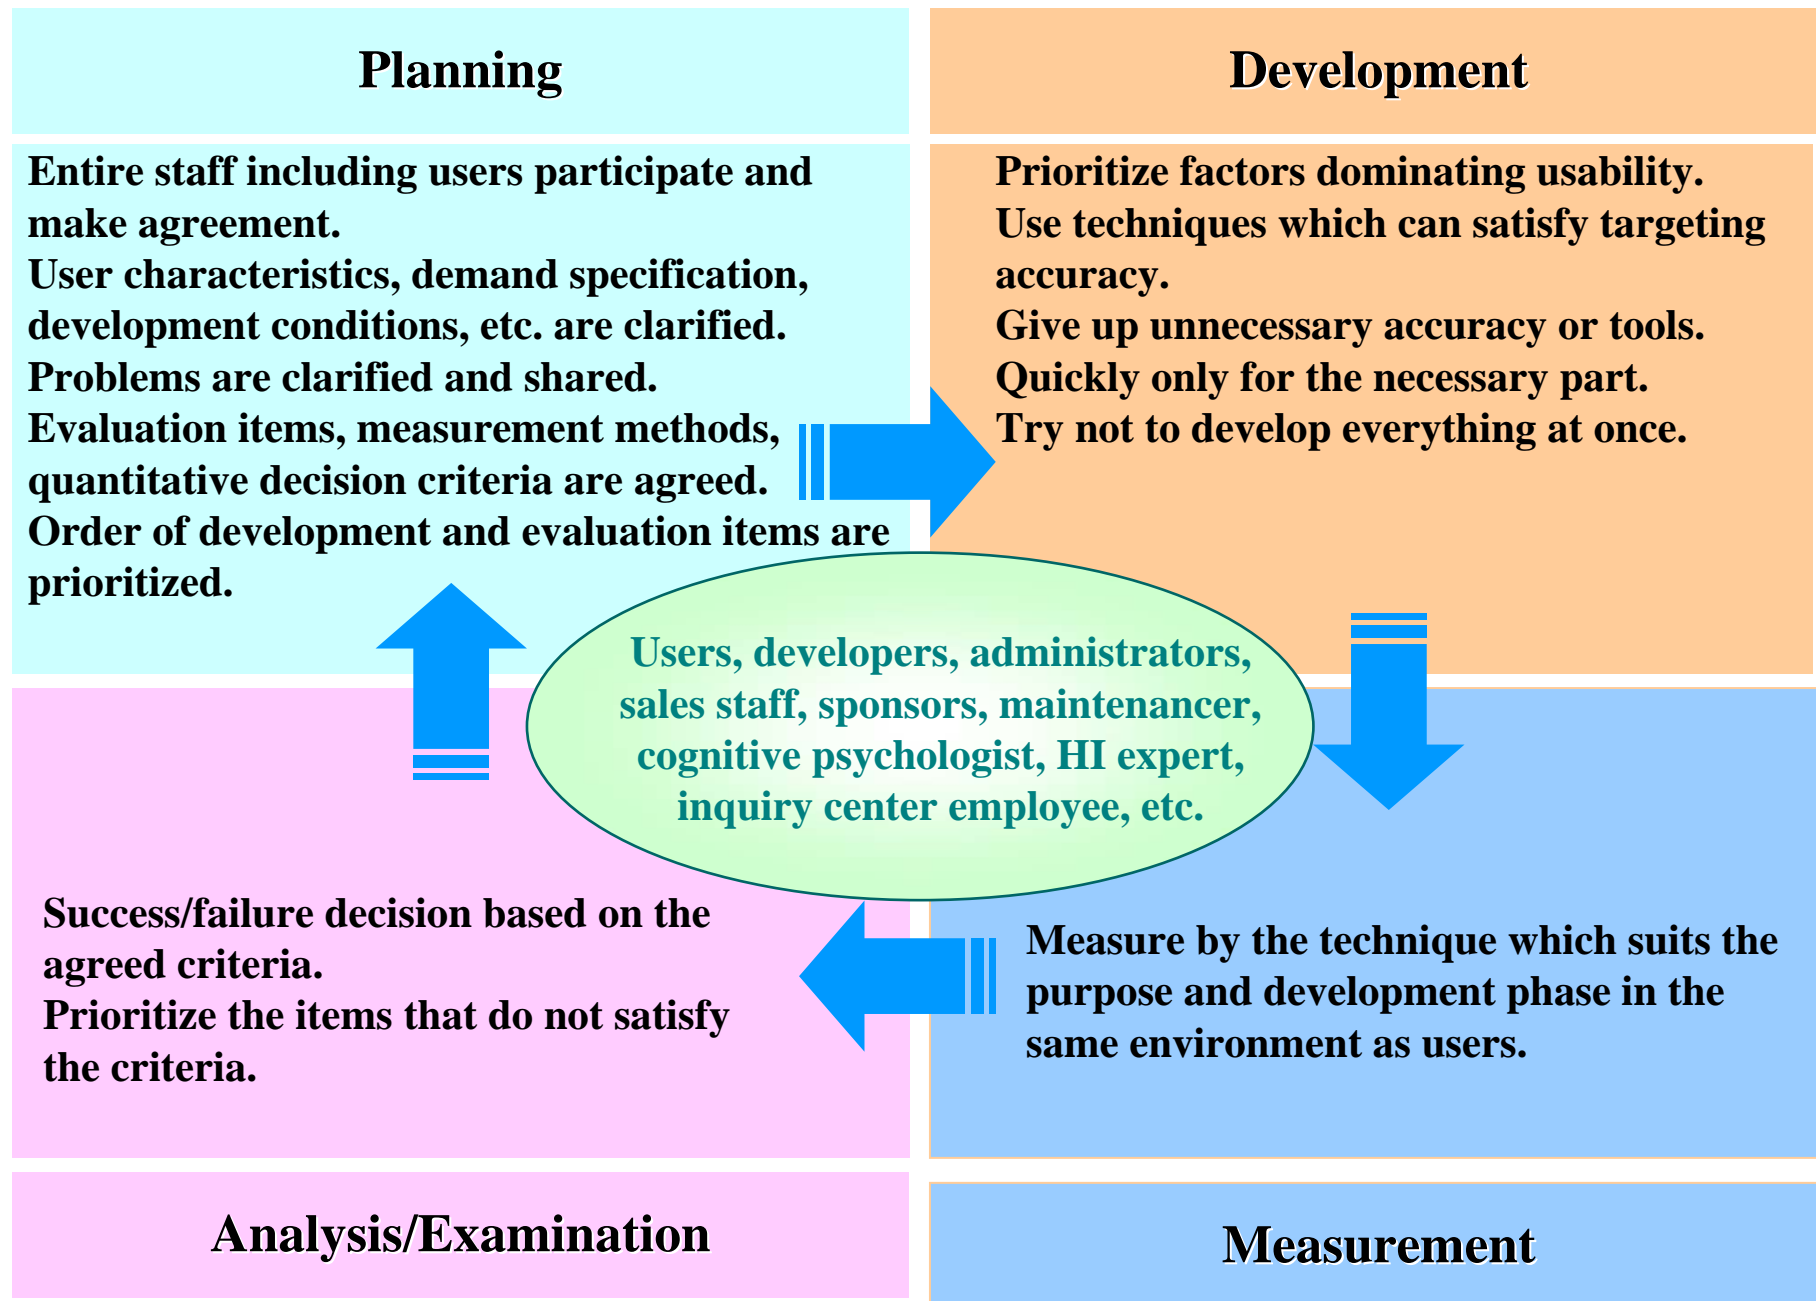 Planning
Entire staff including users participate and
make agreement.
User characteristics, demand specification,
development conditions, etc. are clarified.
Problems are clarified and shared.
Evaluation items, measurement methods,
quantitative decision criteria are agreed.
Order of development and evaluation items are
prioritized.
Development
Prioritize factors dominating usability.
Use techniques which can satisfy targeting
accuracy.
Give up unnecessary accuracy or tools.
Quickly only for the necessary part.
Try not to develop everything at once.
Users, developers, administrators,
sales staff, sponsors, maintenancer,
cognitive psychologist, HI expert,
inquiry center employee, etc.
Success/failure decision based on the
agreed criteria.
Prioritize the items that do not satisfy
the criteria.
Analysis/Examination
Measure by the technique which suits the
purpose and development phase in the
same environment as users.
Measurement